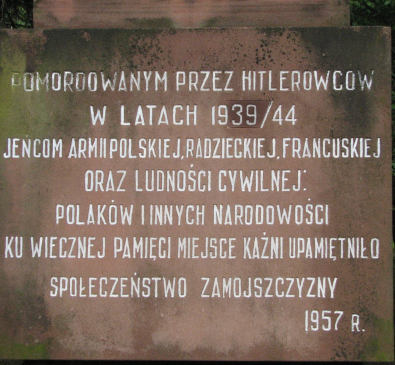 POMORDOWANYM PRZEZ HITLEROWCÓW
W LATACH 1939/44
JEŃCOM ARMII POLSKIEJ, RADZIECKIEJ, FRANCUSKIEJ
ORAZ LUDNOŚCI CYWILNEJ:
POLAKÓW I INNYCH NARODOWOŚCI
KU WIECZNEJ PAMIĘCI MIEJSCE KAŹNI UPAMIĘTNIŁO
SPOŁECZEŃSTWO ZAMOJSZCZYZNY
1957 R.